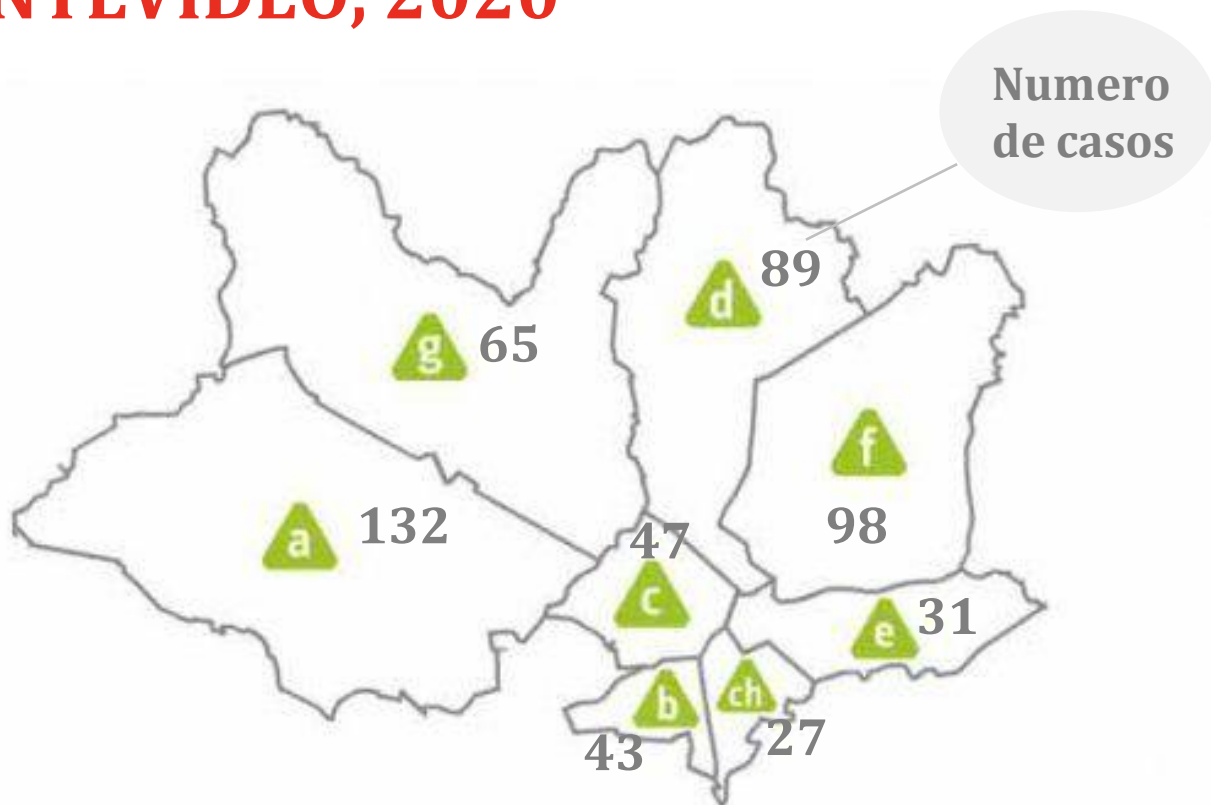 NTEVIDEO, 2020
Numero
de casos
d 89
g 65
f
98
a 132
47
c
e 31
b
43
ch
27